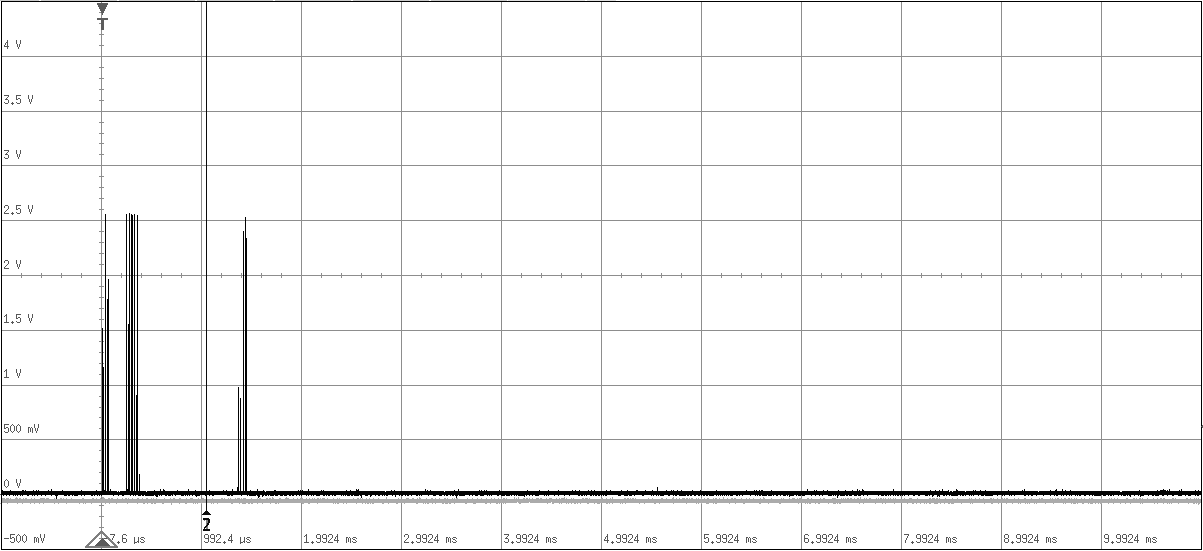 T
4 V
3.5 V
3 V
2.5 V
2 V
1.5 V
1 V
500 mV
0 V
2
-500 mV
-7.6 µs
992.4 µs
1.9924 ms
2.9924 ms
3.9924 ms
4.9924 ms
5.9924 ms
6.9924 ms
7.9924 ms
8.9924 ms
9.9924 ms